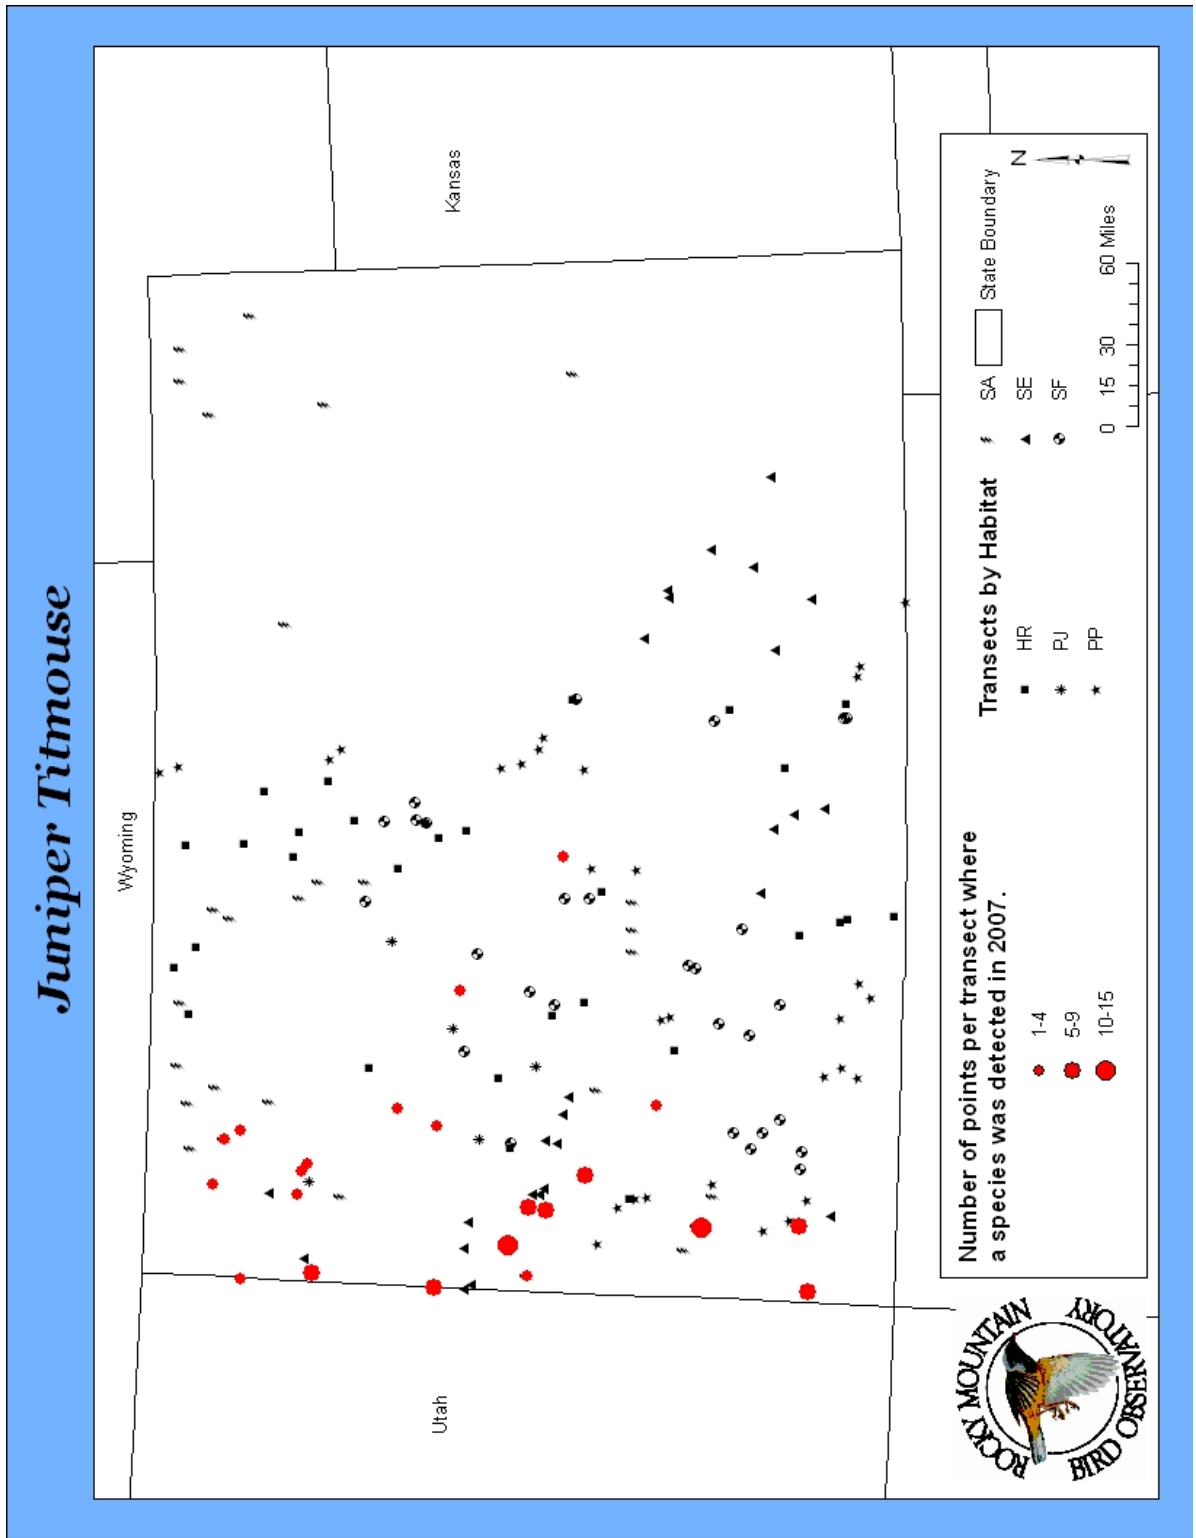 Juniper Titmouse
Wyoming
Utah
Kansas
Number of points per transect where
a species was detected in 2007.
1-4
5-9
10-15
Transects by Habitat
HR
PJ
PP
SA
SE
SF
State Boundary
N
0 15 30 60 Miles
ROCKY MOUNTAIN
BIRD OBSERVATORY